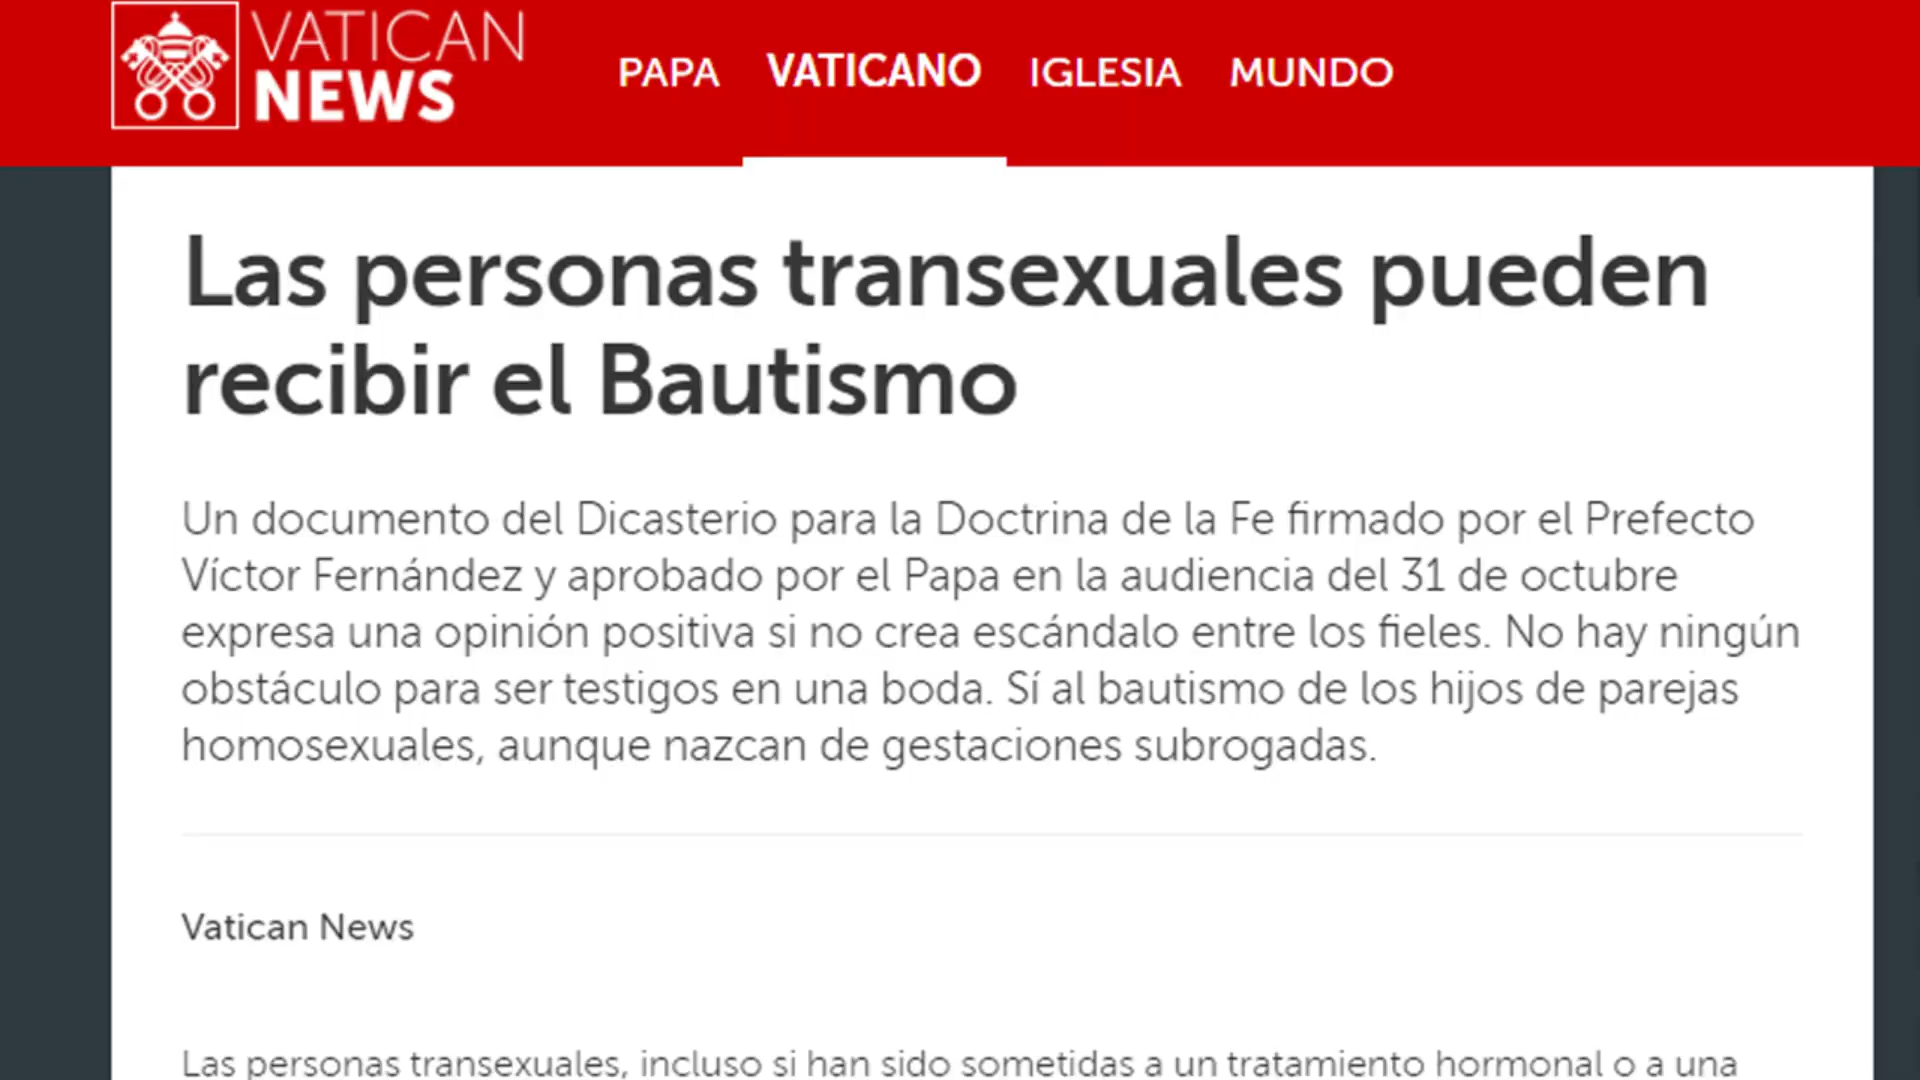 VATICAN
NEWS
PAPA VATICANO IGLESIA MUNDO
Las personas transexuales pueden
recibir el Bautismo
Un documento del Dicasterio para la Doctrina de la Fe firmado por el Prefecto
Víctor Fernández y aprobado por el Papa en la audiencia del 31 de octubre
expresa una opinión positiva si no crea escándalo entre los fieles. No hay ningún
obstáculo para ser testigos en una boda. Sí al bautismo de los hijos de parejas
homosexuales, aunque nazcan de gestaciones subrogadas.
Vatican News
Las personas transexuales, incluso si han sido sometidas a un tratamiento hormonal o a una